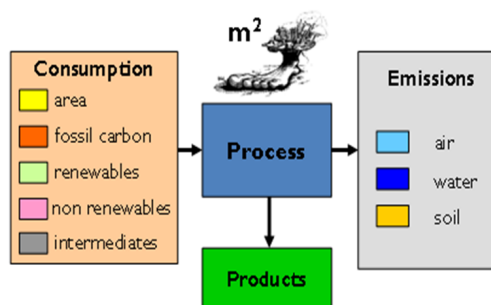 m²
Consumption
area
fossil carbon
renewables
non renewables
intermediates
Process
Products
Emissions
air
water
soil